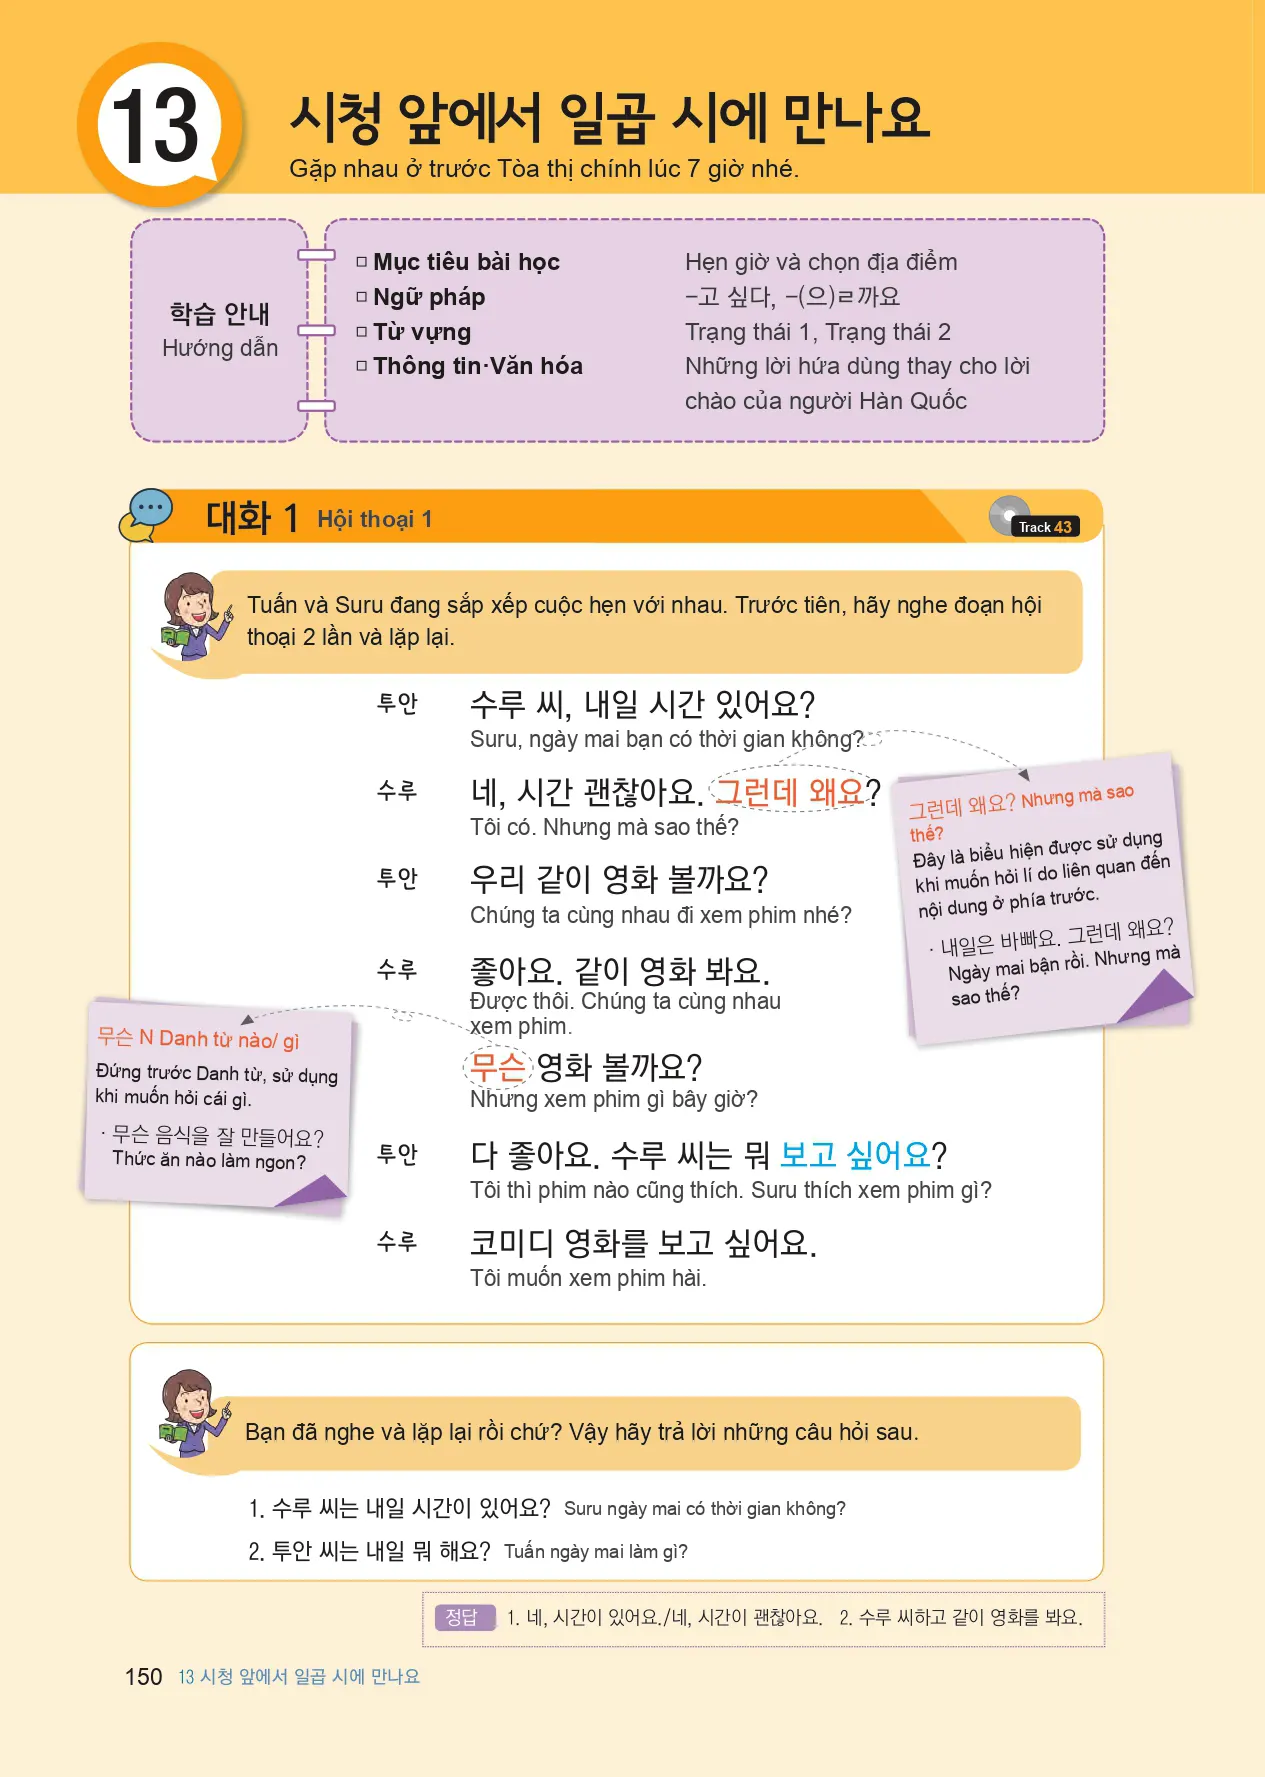 13
시청 앞에서 일곱 시에 만나요
Gặp nhau ở trước Tòa thị chính lúc 7 giờ nhé.
학습 안내
Hướng dẫn
□ Mục tiêu bài học Hẹn giờ và chọn địa điểm
□ Ngữ pháp -고 싶다, -(으)ㄹ까요
□ Từ vựng Trạng thái 1, Trạng thái 2
□ Thông tin·Văn hóa Những lời hứa dùng thay cho lời
chào của người Hàn Quốc
대화 1 Hội thoại 1
Track 43
Tuấn và Suru đang sắp xếp cuộc hẹn với nhau. Trước tiên, hãy nghe đoạn hội
thoại 2 lần và lặp lại.
투안 수루 씨, 내일 시간 있어요?
Suru, ngày mai bạn có thời gian không?
수루 네, 시간 괜찮아요. 그런데 왜요?
Tôi có. Nhưng mà sao thế?
그런데 왜요? Nhưng mà sao
thế?
Đây là biểu hiện được sử dụng
khi muốn hỏi lí do liên quan đến
nội dung ở phía trước.
· 내일은 바빠요. 그런데 왜요?
Ngày mai bận rồi. Nhưng mà
sao thế?
투안 우리 같이 영화 볼까요?
Chúng ta cùng nhau đi xem phim nhé?
수루 좋아요. 같이 영화 봐요.
Được thôi. Chúng ta cùng nhau
xem phim.
무슨 영화 볼까요?
Nhưng xem phim gì bây giờ?
무슨 N Danh từ nào/ gì
Đứng trước Danh từ, sử dụng
khi muốn hỏi cái gì.
· 무슨 음식을 잘 만들어요?
Thức ăn nào làm ngon?
투안 다 좋아요. 수루 씨는 뭐 보고 싶어요?
Tôi thì phim nào cũng thích. Suru thích xem phim gì?
수루 코미디 영화를 보고 싶어요.
Tôi muốn xem phim hài.
Bạn đã nghe và lặp lại rồi chứ? Vậy hãy trả lời những câu hỏi sau.
1. 수루 씨는 내일 시간이 있어요? Suru ngày mai có thời gian không?
2. 투안 씨는 내일 뭐 해요? Tuấn ngày mai làm gì?
정답 1. 네, 시간이 있어요./네, 시간이 괜찮아요. 2. 수루 씨하고 같이 영화를 봐요.
150 13 시청 앞에서 일곱 시에 만나요